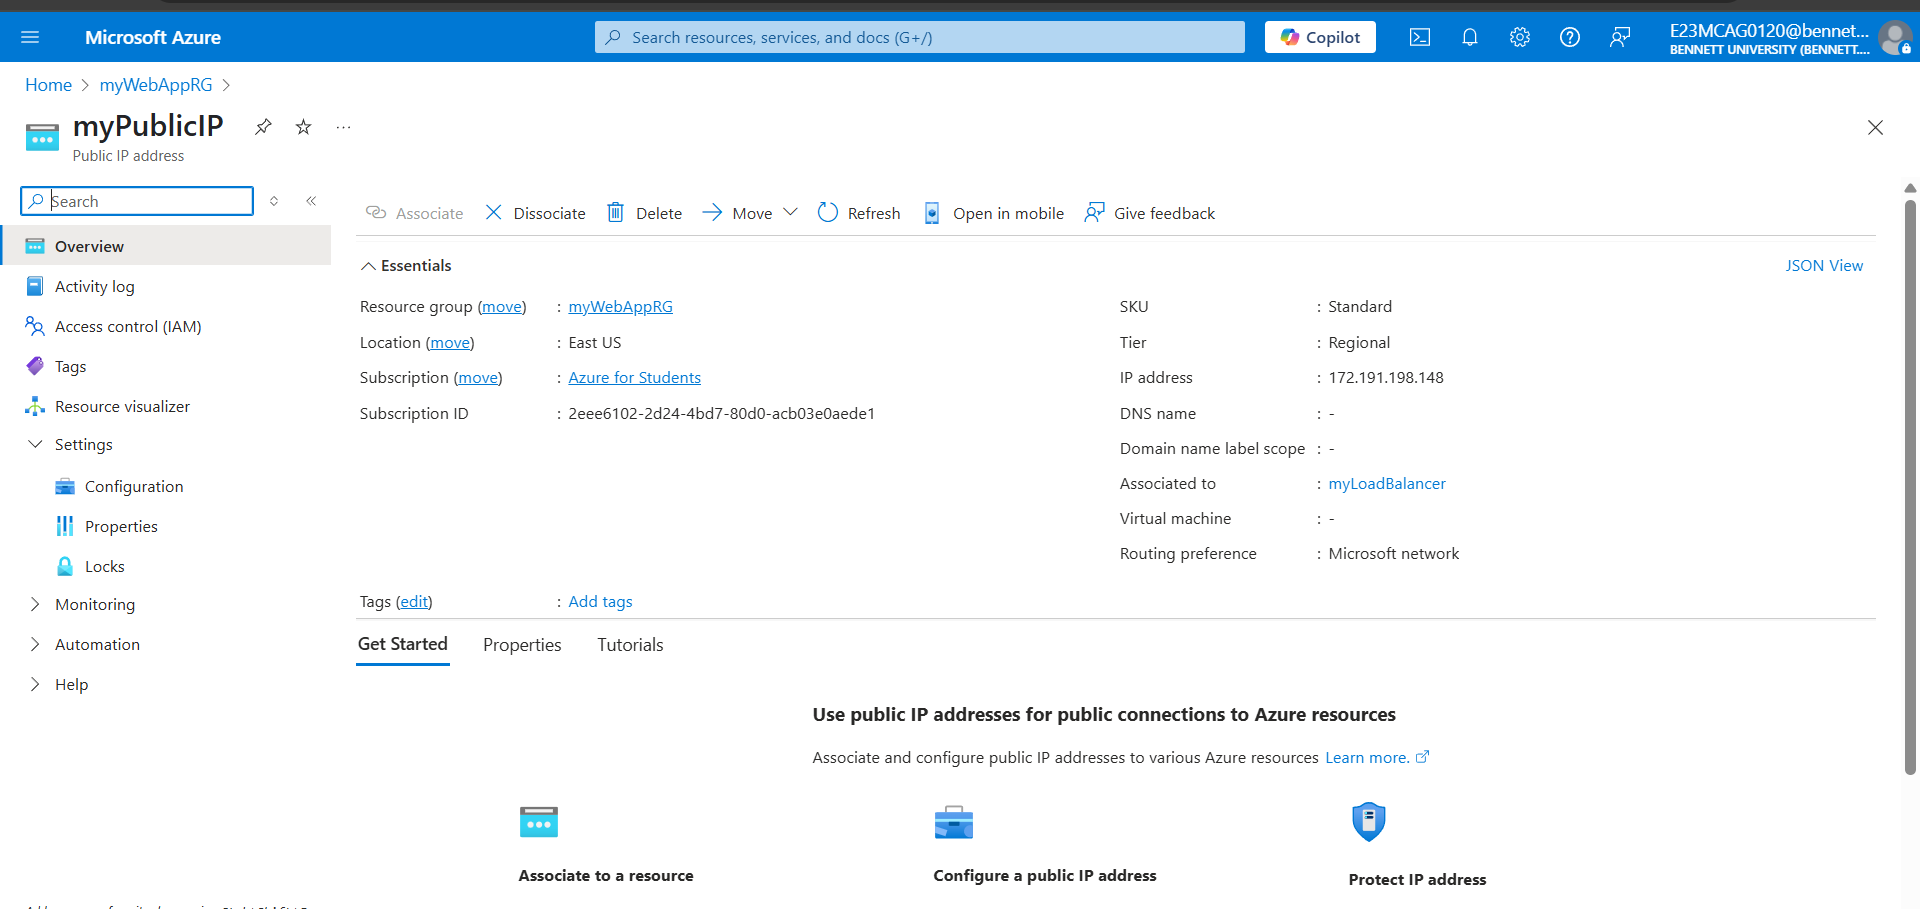 Microsoft Azure
Search resources, services, and docs (G+/)
Copilot
E23MCAG0120@bennet...
BENNETT UNIVERSITY (BENNETT....
Home > myWebAppRG >
myPublicIP
Public IP address
Search
Overview
Activity log
Access control (IAM)
Tags
Resource visualizer
Settings
Configuration
Properties
Locks
Monitoring
Automation
Help
Associate Dissociate Delete Move Refresh Open in mobile Give feedback
Essentials
JSON View
Resource group (move) : myWebAppRG
Location (move) : East US
Subscription (move) : Azure for Students
Subscription ID : 2eee6102-2d24-4bd7-80d0-acb03e0aede1
SKU : Standard
Tier : Regional
IP address : 172.191.198.148
DNS name : -
Domain name label scope : -
Associated to : myLoadBalancer
Virtual machine : -
Routing preference : Microsoft network
Tags (edit) : Add tags
Get Started Properties Tutorials
Use public IP addresses for public connections to Azure resources
Associate and configure public IP addresses to various Azure resources Learn more.
Associate to a resource
Configure a public IP address
Protect IP address